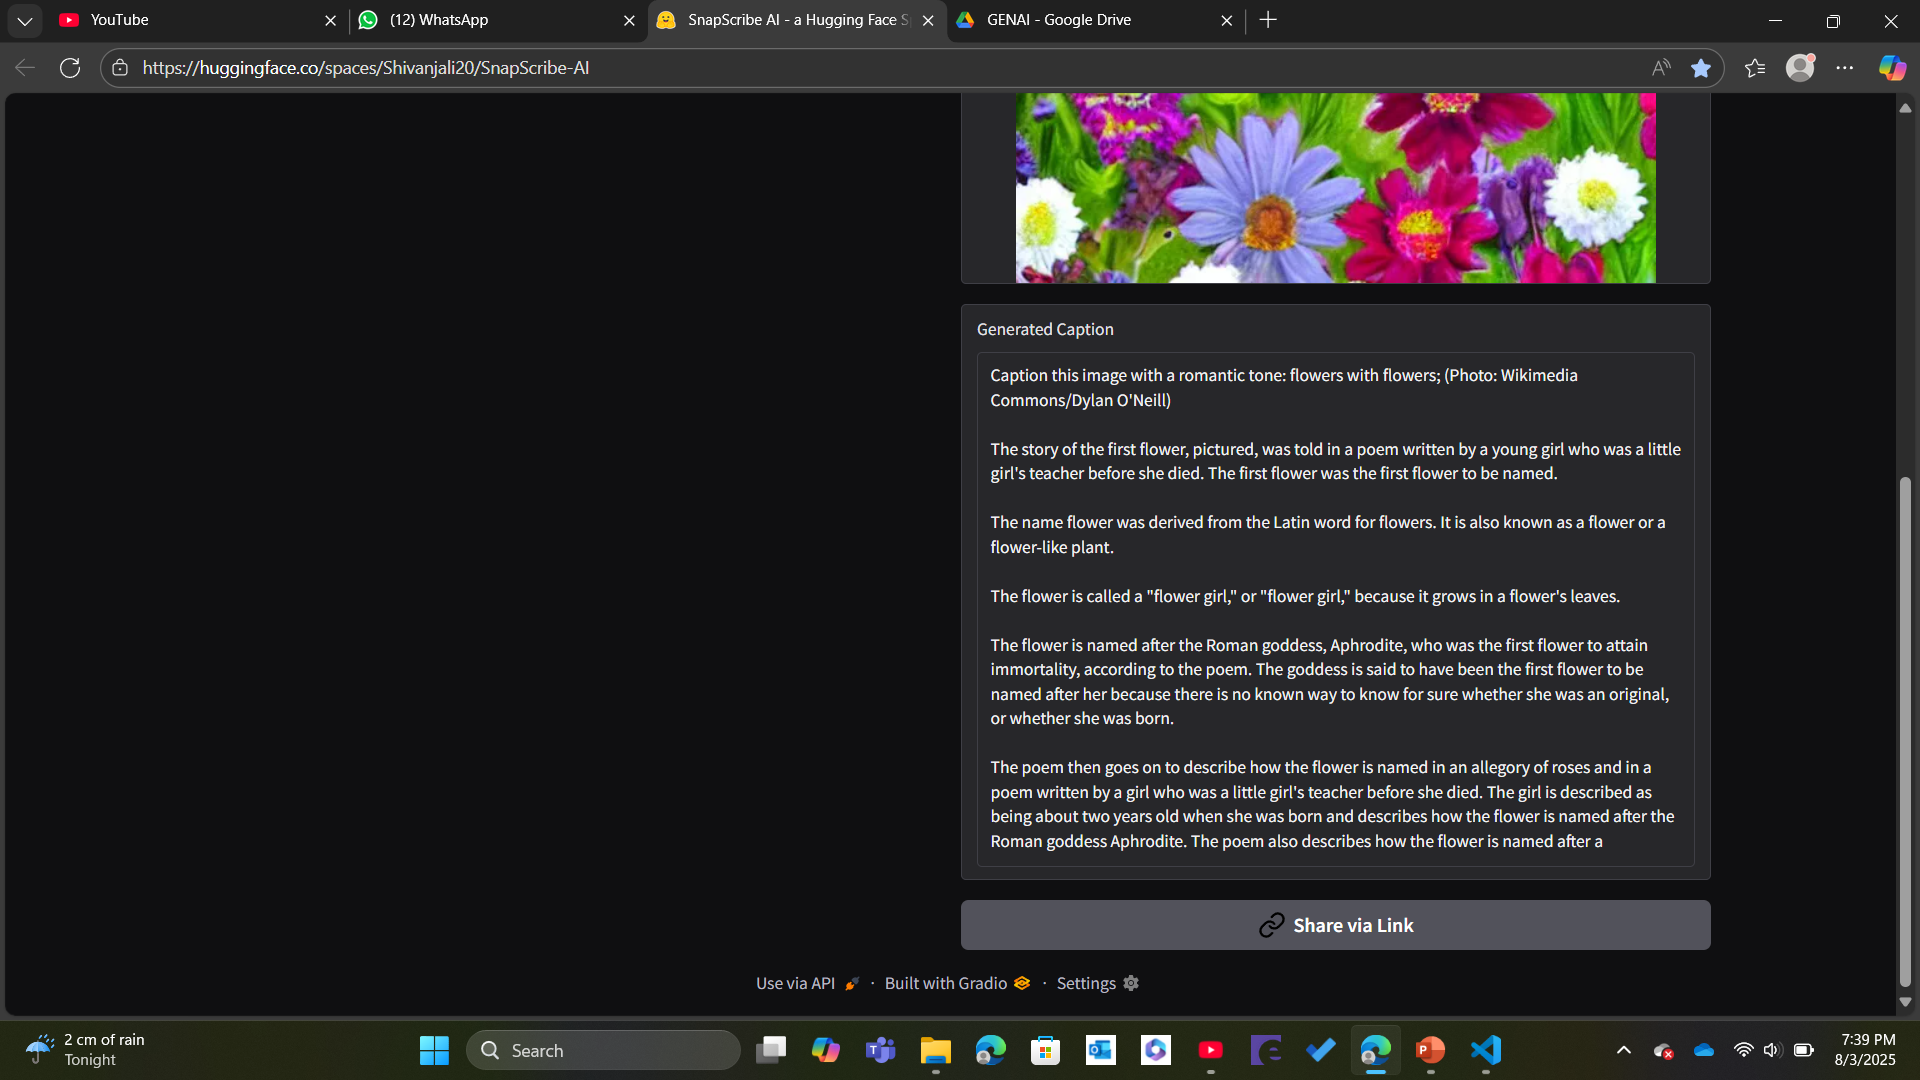 YouTube
(12) WhatsApp
SnapScribe AI - a Hugging Face S
GENAI - Google Drive
https://huggingface.co/spaces/Shivanjali20/SnapScribe-AI
Generated Caption
Caption this image with a romantic tone: flowers with flowers; (Photo: Wikimedia
Commons/Dylan O'Neill)
The story of the first flower, pictured, was told in a poem written by a young girl who was a little
girl's teacher before she died. The first flower was the first flower to be named.
The name flower was derived from the Latin word for flowers. It is also known as a flower or a
flower-like plant.
The flower is called a "flower girl," or "flower girl," because it grows in a flower's leaves.
The flower is named after the Roman goddess, Aphrodite, who was the first flower to attain
immortality, according to the poem. The goddess is said to have been the first flower to be
named after her because there is no known way to know for sure whether she was an original,
or whether she was born.
The poem then goes on to describe how the flower is named in an allegory of roses and in a
poem written by a girl who was a little girl's teacher before she died. The girl is described as
being about two years old when she was born and describes how the flower is named after the
Roman goddess Aphrodite. The poem also describes how the flower is named after a
Share via Link
Use via API · Built with Gradio · Settings
2 cm of rain
Tonight
Search
7:39 PM
8/3/2025